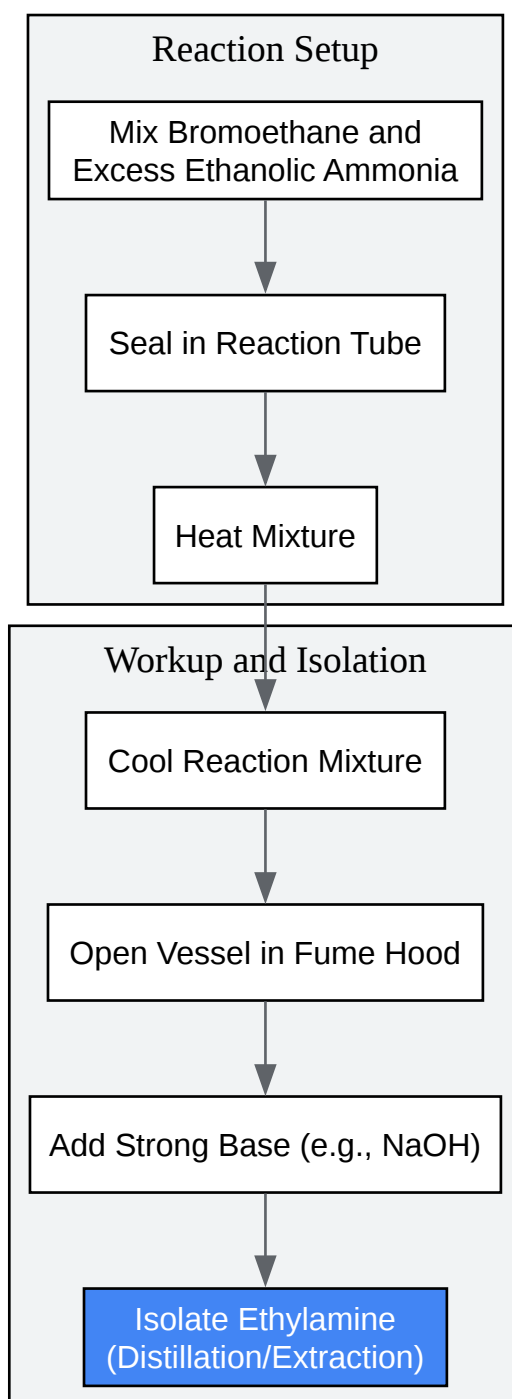 Reaction Setup
Mix Bromoethane and
Excess Ethanolic Ammonia
Seal in Reaction Tube
Heat Mixture
Workup and Isolation
Cool Reaction Mixture
Open Vessel in Fume Hood
Add Strong Base (e.g., NaOH)
Isolate Ethylamine
(Distillation/Extraction)